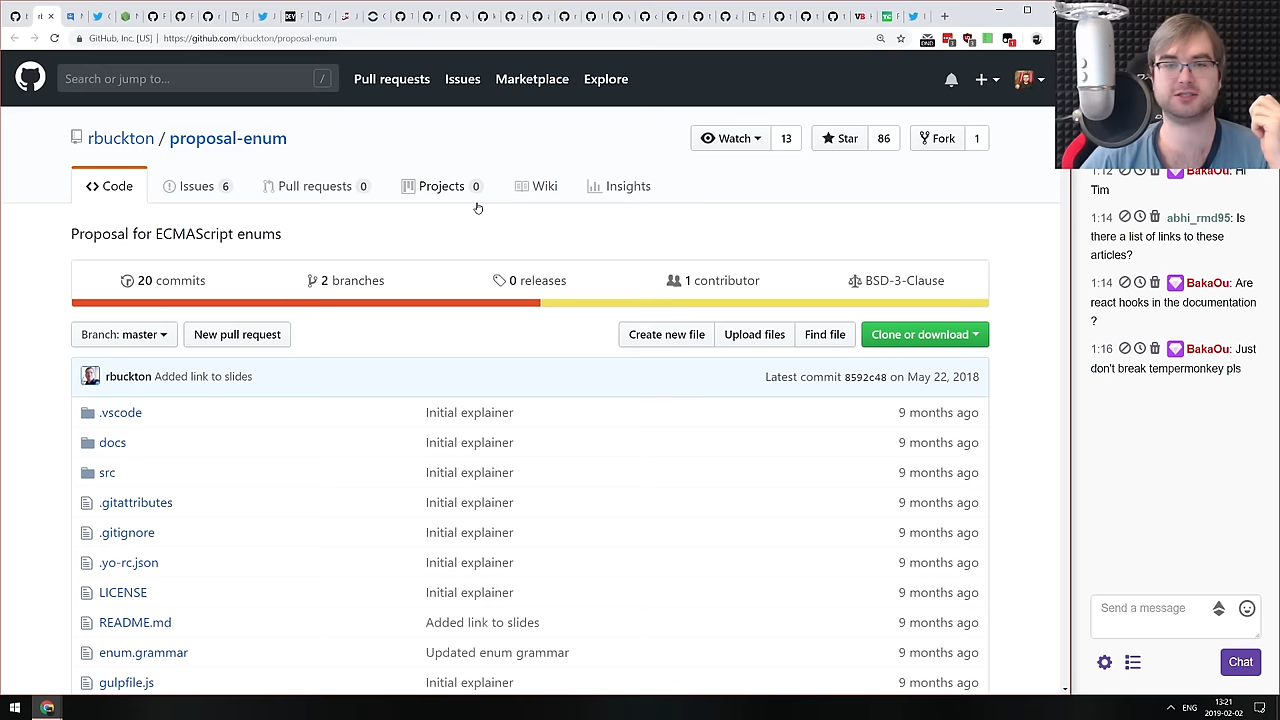 GitHub, Inc. [US] | https://github.com/rbuckton/proposal-enum
Search or jump to... /
Pull requests Issues Marketplace Explore
rbuckton / proposal-enum
Watch 13 Star 86 Fork 1
Code Issues 6 Pull requests 0 Projects Wiki Insights
Proposal for ECMAScript enums
20 commits 2 branches 0 releases 1 contributor BSD-3-Clause
Branch: master New pull request Create new file Upload files Find file Clone or download
rbuckton Added link to slides Latest commit 8592c48 on May 22, 2018
.vscode Initial explainer 9 months ago
docs Initial explainer 9 months ago
src Initial explainer 9 months ago
.gitattributes Initial explainer 9 months ago
.gitignore Initial explainer 9 months ago
.yo-rc.json Initial explainer 9 months ago
LICENSE Initial explainer 9 months ago
README.md Added link to slides 9 months ago
enum.grammar Updated enum grammar 9 months ago
gulpfile.js Initial explainer 9 months ago
1:12 BakaOu: Hi
Tim
1:14 abhi_rmd95: Is
there a list of links to these
articles?
1:14 BakaOu: Are
react hooks in the documentation
?
1:16 BakaOu: Just
don't break tempermonkey pls
Send a message
Chat
ENG
13:21
2019-02-02